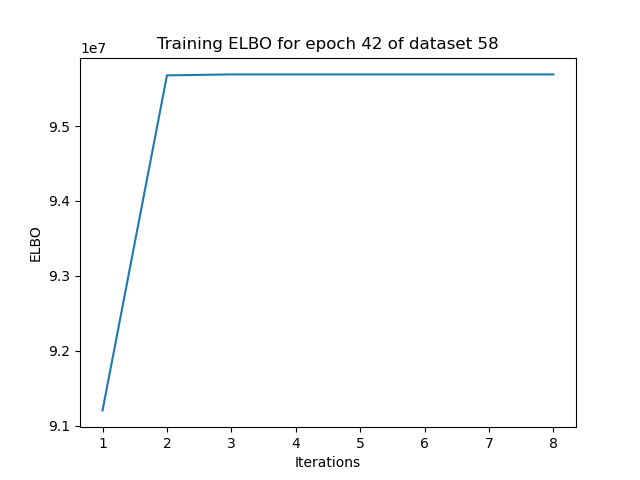 Training ELBO for epoch 42 of dataset 58
1e7
9.5
9.4
9.3
9.2
9.1
ELBO
1 2 3 4 5 6 7 8
Iterations